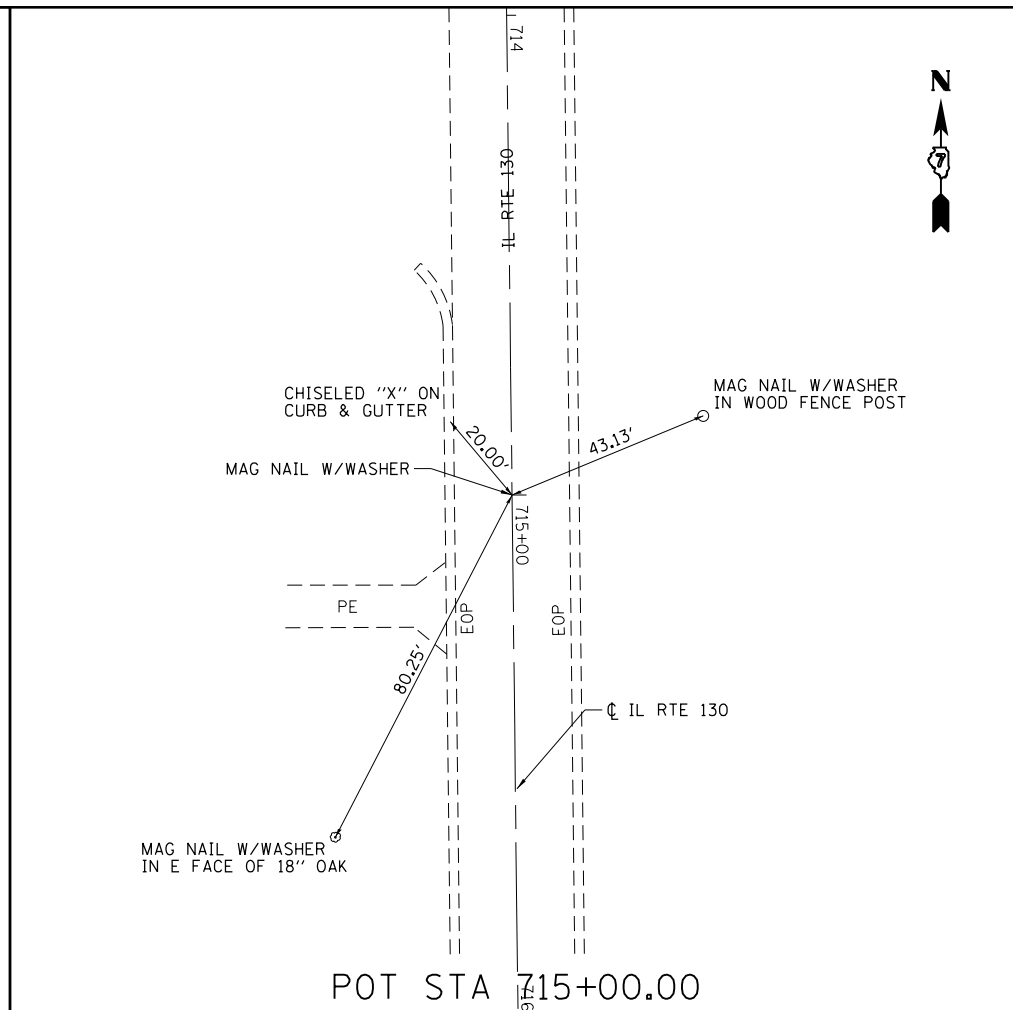 714
N
7
IL RTE 130
CHISELED "X" ON
CURB & GUTTER
20.00'
MAG NAIL W/WASHER
IN WOOD FENCE POST
43.13'
MAG NAIL W/WASHER
715+00
PE
EOP
EOP
80.25'
℄ IL RTE 130
MAG NAIL W/WASHER
IN E FACE OF 18" OAK
POT STA 715+00.00
716